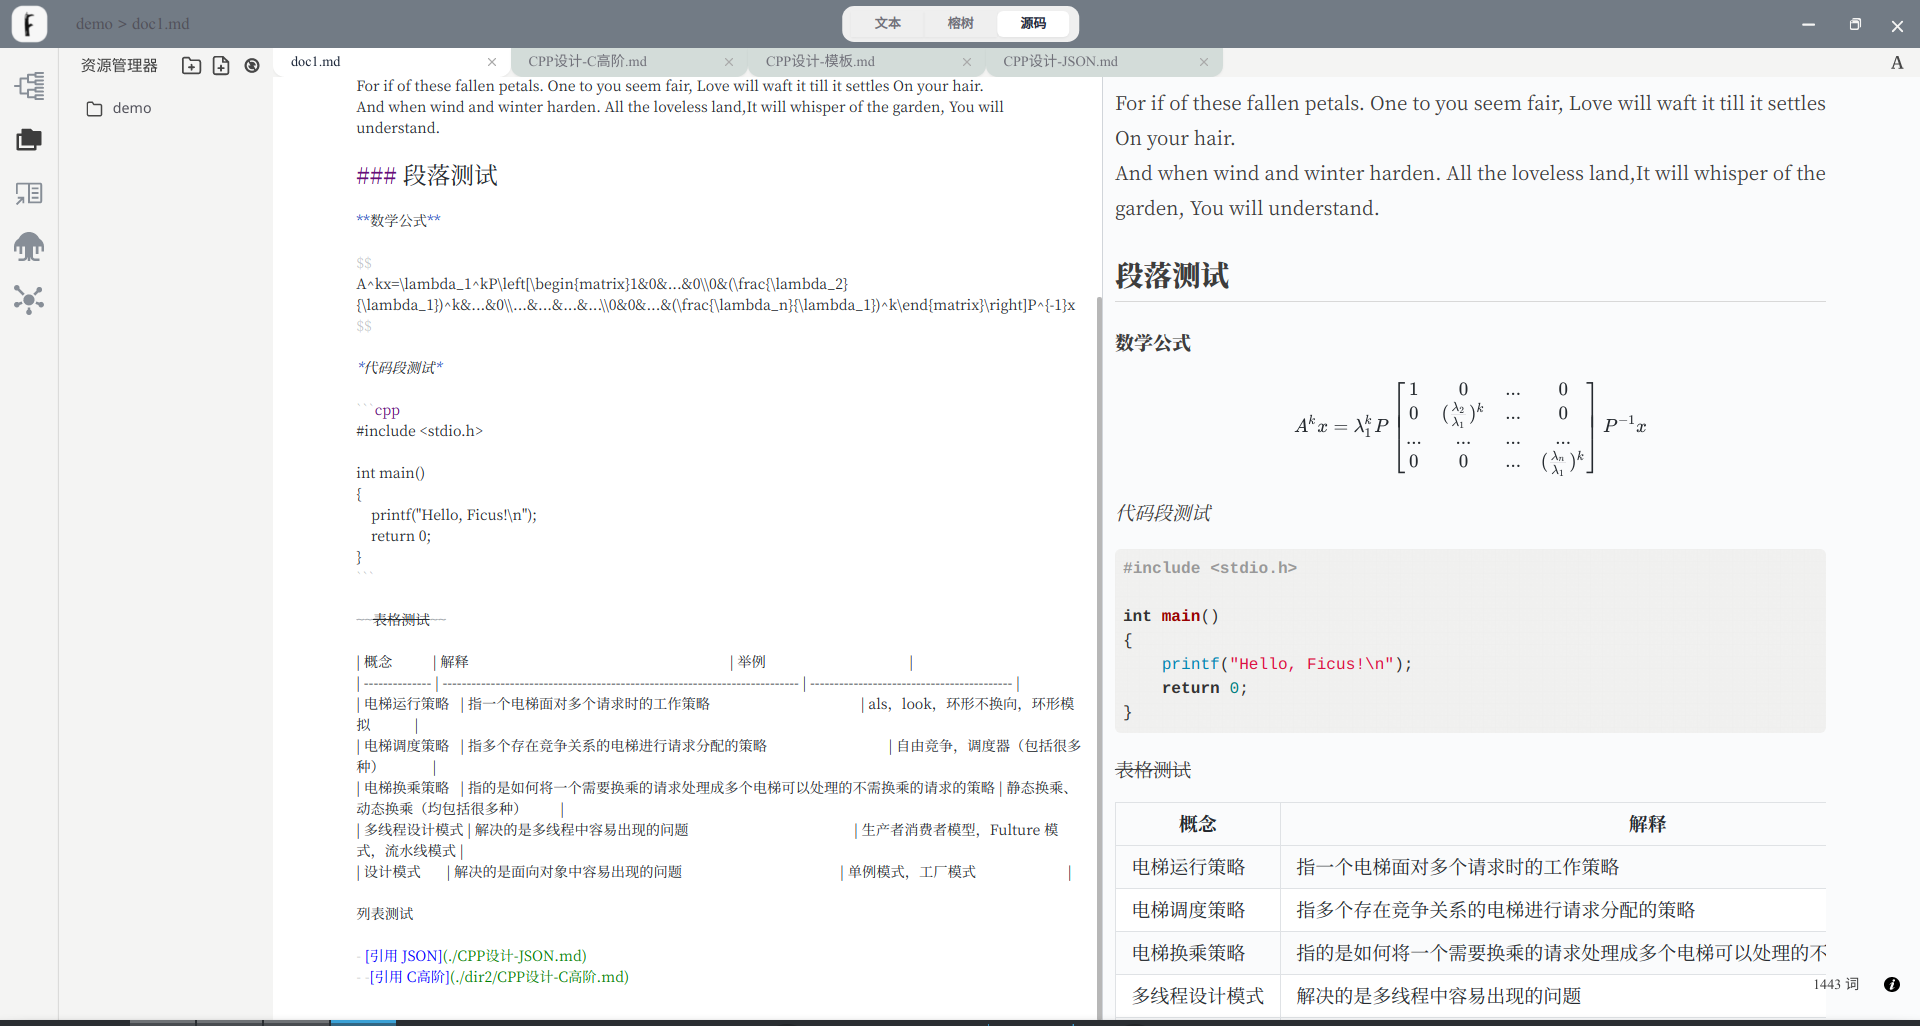 demo > doc1.md
文本 榕树 源码
资源管理器
demo
doc1.md
CPP设计-C高阶.md
CPP设计-模板.md
CPP设计-JSON.md
A
For if of these fallen petals. One to you seem fair, Love will waft it till it settles On your hair.
And when wind and winter harden. All the loveless land,It will whisper of the garden, You will
understand.
### 段落测试
**数学公式**
$$
A^kx=\lambda_1^kP\left[\begin{matrix}1&0&...&0\\0&(\frac{\lambda_2}
{\lambda_1})^k&...&0\\...&...&...&...\\0&0&...&(\frac{\lambda_n}{\lambda_1})^k\end{matrix}\right]P^{-1}x
$$
*代码段测试*
```cpp
#include <stdio.h>
int main()
{
printf("Hello, Ficus!\n");
return 0;
}
```
~~表格测试~~
| 概念 | 解释 | 举例 |
| -------------- | -------------------------------------------------------------------------- | ------------------------------------------ |
| 电梯运行策略 | 指一个电梯面对多个请求时的工作策略 | als，look，环形不换向，环形模
拟 |
| 电梯调度策略 | 指多个存在竞争关系的电梯进行请求分配的策略 | 自由竞争，调度器（包括很多
种） |
| 电梯换乘策略 | 指的是如何将一个需要换乘的请求处理成多个电梯可以处理的不需换乘的请求的策略 | 静态换乘、
动态换乘（均包括很多种） |
| 多线程设计模式 | 解决的是多线程中容易出现的问题 | 生产者消费者模型，Fulture 模
式，流水线模式 |
| 设计模式 | 解决的是面向对象中容易出现的问题 | 单例模式，工厂模式 |
列表测试
- [引用 JSON](./CPP设计-JSON.md)
- -[引用 C高阶](./dir2/CPP设计-C高阶.md)
For if of these fallen petals. One to you seem fair, Love will waft it till it settles
On your hair.
And when wind and winter harden. All the loveless land,It will whisper of the
garden, You will understand.
段落测试
数学公式
1 0 ... 0
0 (λ₂/λ₁)^k ... 0
A^k x = λ₁^k P P⁻¹x
... ... ... ...
0 0 ... (λₙ/λ₁)^k
代码段测试
#include <stdio.h>
int main()
{
printf("Hello, Ficus!\n");
return 0;
}
表格测试
概念 解释
电梯运行策略 指一个电梯面对多个请求时的工作策略
电梯调度策略 指多个存在竞争关系的电梯进行请求分配的策略
电梯换乘策略 指的是如何将一个需要换乘的请求处理成多个电梯可以处理的不
多线程设计模式 解决的是多线程中容易出现的问题
1443 词